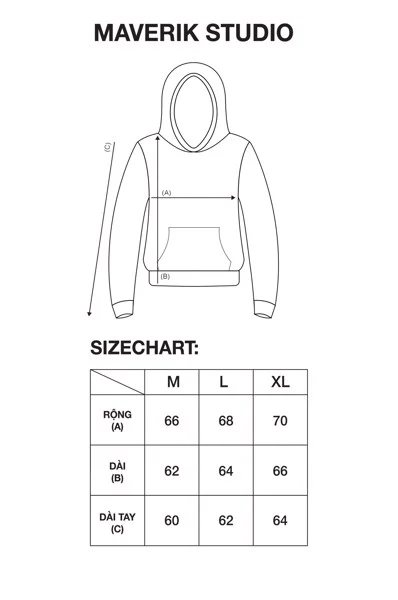 MAVERIK STUDIO
(C)
(A)
(B)
SIZECHART:
M L XL
RỘNG
(A)
66 68 70
DÀI
(B)
62 64 66
DÀI TAY
(C)
60 62 64